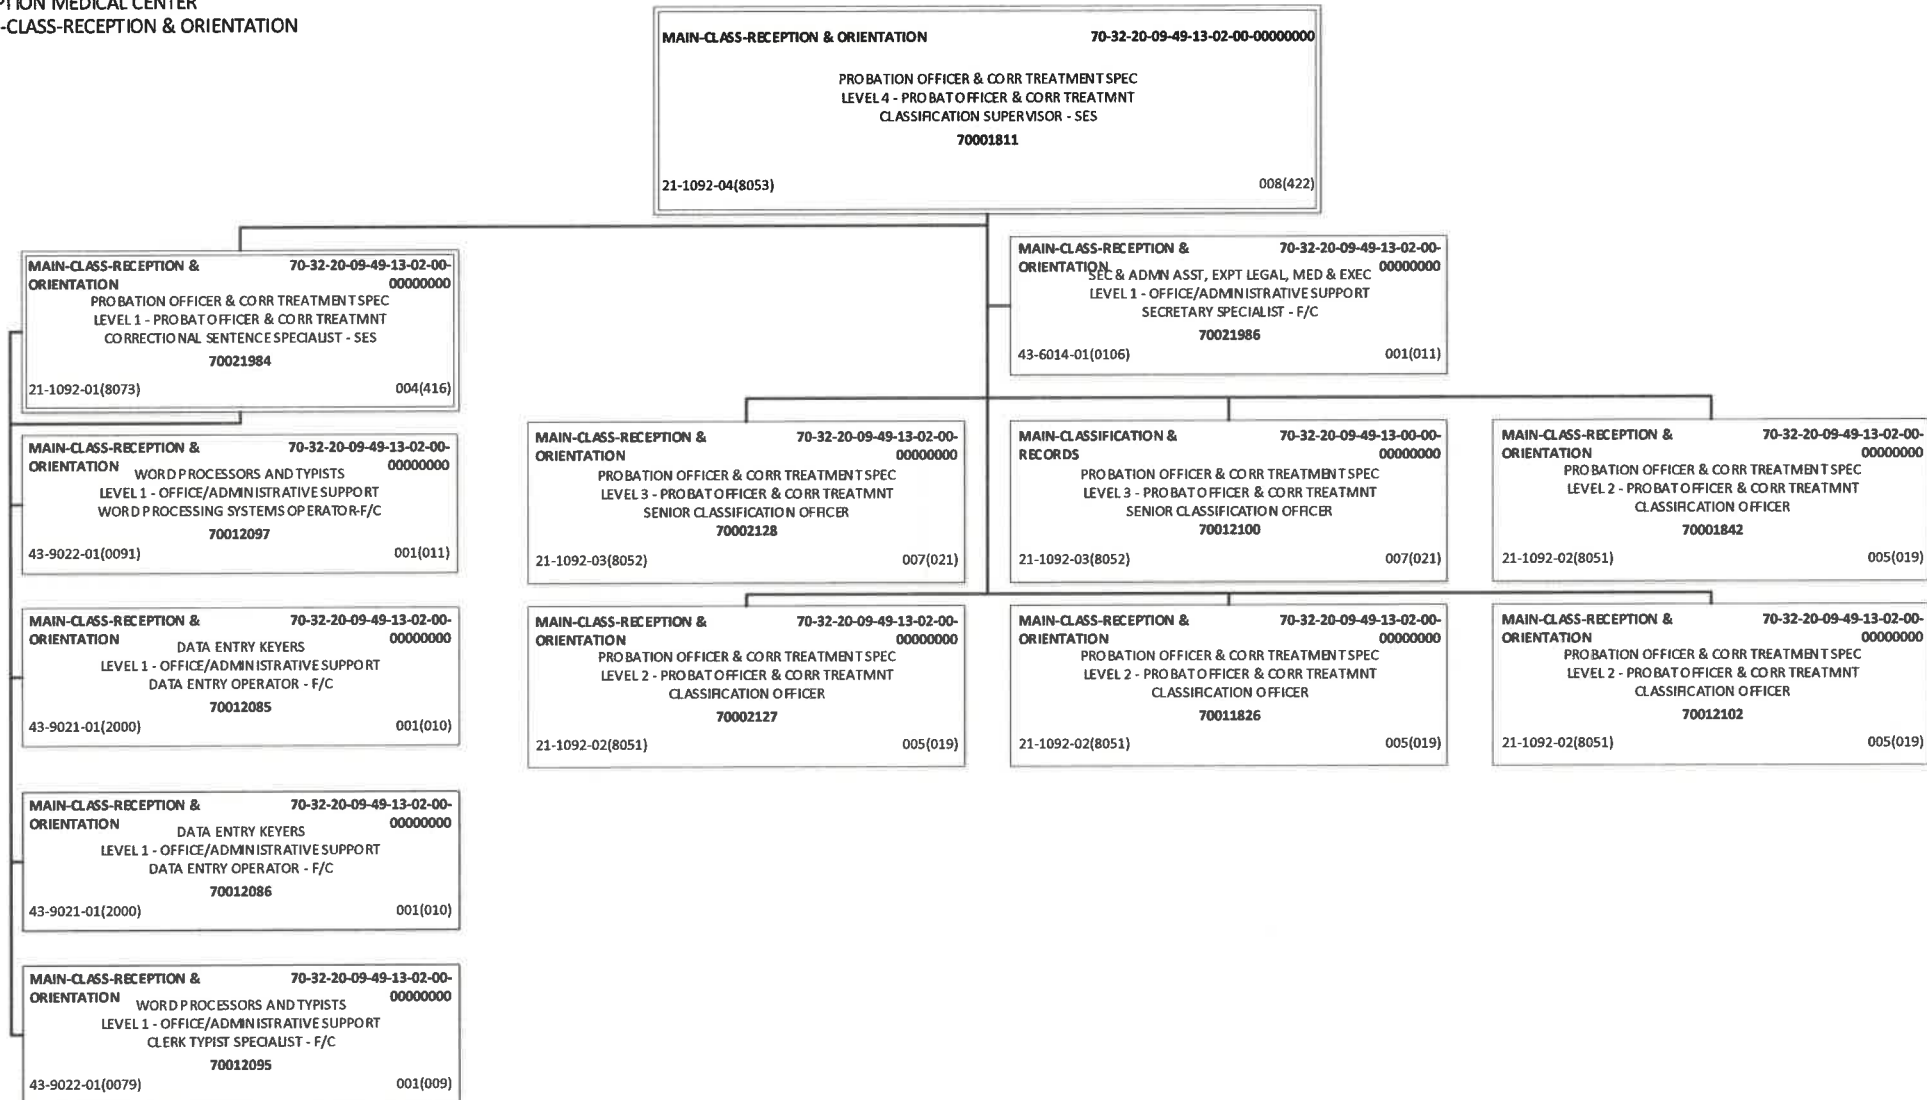 MEDICAL CENTER
-CLASS-RECEPTION & ORIENTATION
MAIN-CLASS-RECEPTION & ORIENTATION 70-32-20-09-49-13-02-00-00000000
PROBATION OFFICER & CORR TREATMENT SPEC
LEVEL 4 - PROBAT OFFICER & CORR TREATMNT
CLASSIFICATION SUPERVISOR - SES
70001811
21-1092-04(8053) 008(422)
MAIN-CLASS-RECEPTION & 70-32-20-09-49-13-02-00-
ORIENTATION 00000000
PROBATION OFFICER & CORR TREATMENT SPEC
LEVEL 1 - PROBAT OFFICER & CORR TREATMNT
CORRECTIONAL SENTENCE SPECIALIST - SES
70021984
21-1092-01(8073) 004(416)
MAIN-CLASS-RECEPTION & 70-32-20-09-49-13-02-00-
ORIENTATION 00000000
SEC & ADMN ASST, EXPT LEGAL, MED & EXEC
LEVEL 1 - OFFICE/ADMINISTRATIVE SUPPORT
SECRETARY SPECIALIST - F/C
70021986
43-6014-01(0106) 001(011)
MAIN-CLASS-RECEPTION & 70-32-20-09-49-13-02-00-
ORIENTATION 00000000
WORD PROCESSORS AND TYPISTS
LEVEL 1 - OFFICE/ADMINISTRATIVE SUPPORT
WORD PROCESSING SYSTEMS OPERATOR-F/C
70012097
43-9022-01(0091) 001(011)
MAIN-CLASS-RECEPTION & 70-32-20-09-49-13-02-00-
ORIENTATION 00000000
PROBATION OFFICER & CORR TREATMENT SPEC
LEVEL 3 - PROBAT OFFICER & CORR TREATMNT
SENIOR CLASSIFICATION OFFICER
70002128
21-1092-03(8052) 007(021)
MAIN-CLASSIFICATION & 70-32-20-09-49-13-00-00-
RECORDS 00000000
PROBATION OFFICER & CORR TREATMENT SPEC
LEVEL 3 - PROBAT OFFICER & CORR TREATMNT
SENIOR CLASSIFICATION OFFICER
70012100
21-1092-03(8052) 007(021)
MAIN-CLASS-RECEPTION & 70-32-20-09-49-13-02-00-
ORIENTATION 00000000
PROBATION OFFICER & CORR TREATMENT SPEC
LEVEL 2 - PROBAT OFFICER & CORR TREATMNT
CLASSIFICATION OFFICER
70001842
21-1092-02(8051) 005(019)
MAIN-CLASS-RECEPTION & 70-32-20-09-49-13-02-00-
ORIENTATION 00000000
DATA ENTRY KEYERS
LEVEL 1 - OFFICE/ADMINISTRATIVE SUPPORT
DATA ENTRY OPERATOR - F/C
70012085
43-9021-01(2000) 001(010)
MAIN-CLASS-RECEPTION & 70-32-20-09-49-13-02-00-
ORIENTATION 00000000
PROBATION OFFICER & CORR TREATMENT SPEC
LEVEL 2 - PROBAT OFFICER & CORR TREATMNT
CLASSIFICATION OFFICER
70002127
21-1092-02(8051) 005(019)
MAIN-CLASS-RECEPTION & 70-32-20-09-49-13-02-00-
ORIENTATION 00000000
PROBATION OFFICER & CORR TREATMENT SPEC
LEVEL 2 - PROBAT OFFICER & CORR TREATMNT
CLASSIFICATION OFFICER
70011826
21-1092-02(8051) 005(019)
MAIN-CLASS-RECEPTION & 70-32-20-09-49-13-02-00-
ORIENTATION 00000000
PROBATION OFFICER & CORR TREATMENT SPEC
LEVEL 2 - PROBAT OFFICER & CORR TREATMNT
CLASSIFICATION OFFICER
70012102
21-1092-02(8051) 005(019)
MAIN-CLASS-RECEPTION & 70-32-20-09-49-13-02-00-
ORIENTATION 00000000
DATA ENTRY KEYERS
LEVEL 1 - OFFICE/ADMINISTRATIVE SUPPORT
DATA ENTRY OPERATOR - F/C
70012086
43-9021-01(2000) 001(010)
MAIN-CLASS-RECEPTION & 70-32-20-09-49-13-02-00-
ORIENTATION 00000000
WORD PROCESSORS AND TYPISTS
LEVEL 1 - OFFICE/ADMINISTRATIVE SUPPORT
CLERK TYPIST SPECIALIST - F/C
70012095
43-9022-01(0079) 001(009)